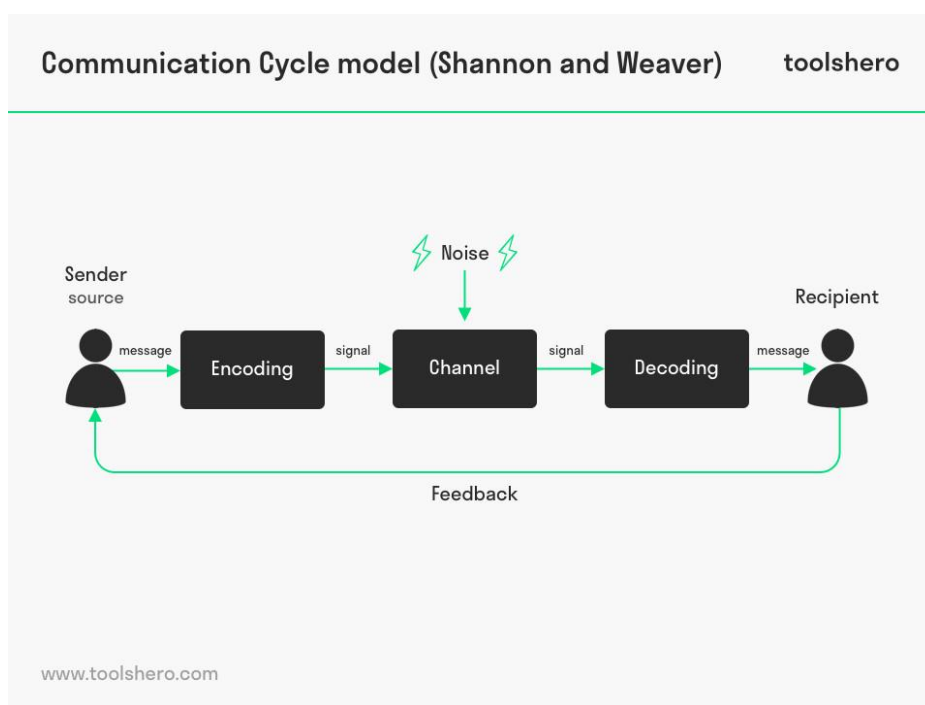 Communication Cycle model (Shannon and Weaver)
toolshero
Noise
Sender
source
Recipient
message
Encoding
signal
Channel
signal
Decoding
message
Feedback
www.toolshero.com